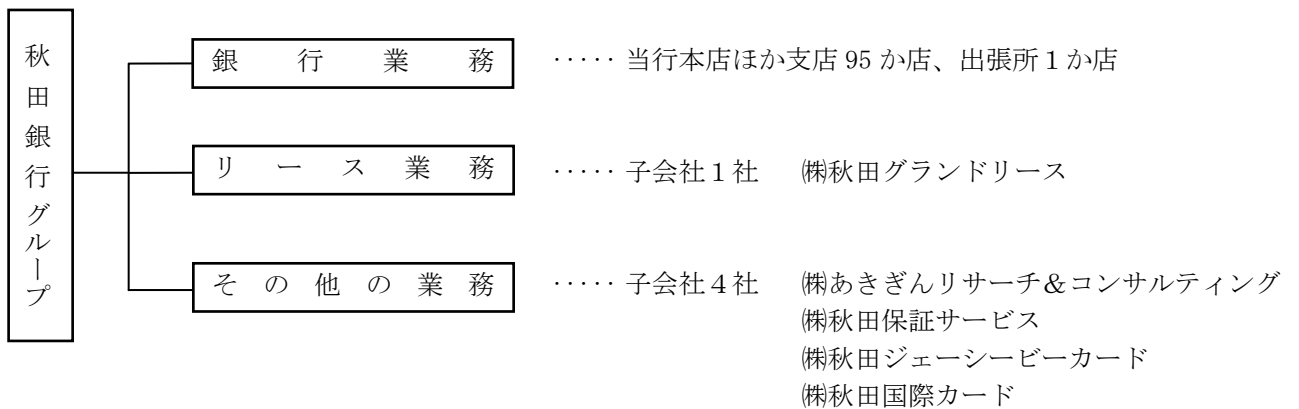 秋田銀行グループ
銀行業務 ‥‥‥ 当行本店ほか支店 95 か店、出張所１か店
リース業務 ‥‥‥ 子会社１社 ㈱秋田グランドリース
その他の業務 ‥‥‥ 子会社４社 ㈱あきぎんリサーチ＆コンサルティング
㈱秋田保証サービス
㈱秋田ジェーシービーカード
㈱秋田国際カード